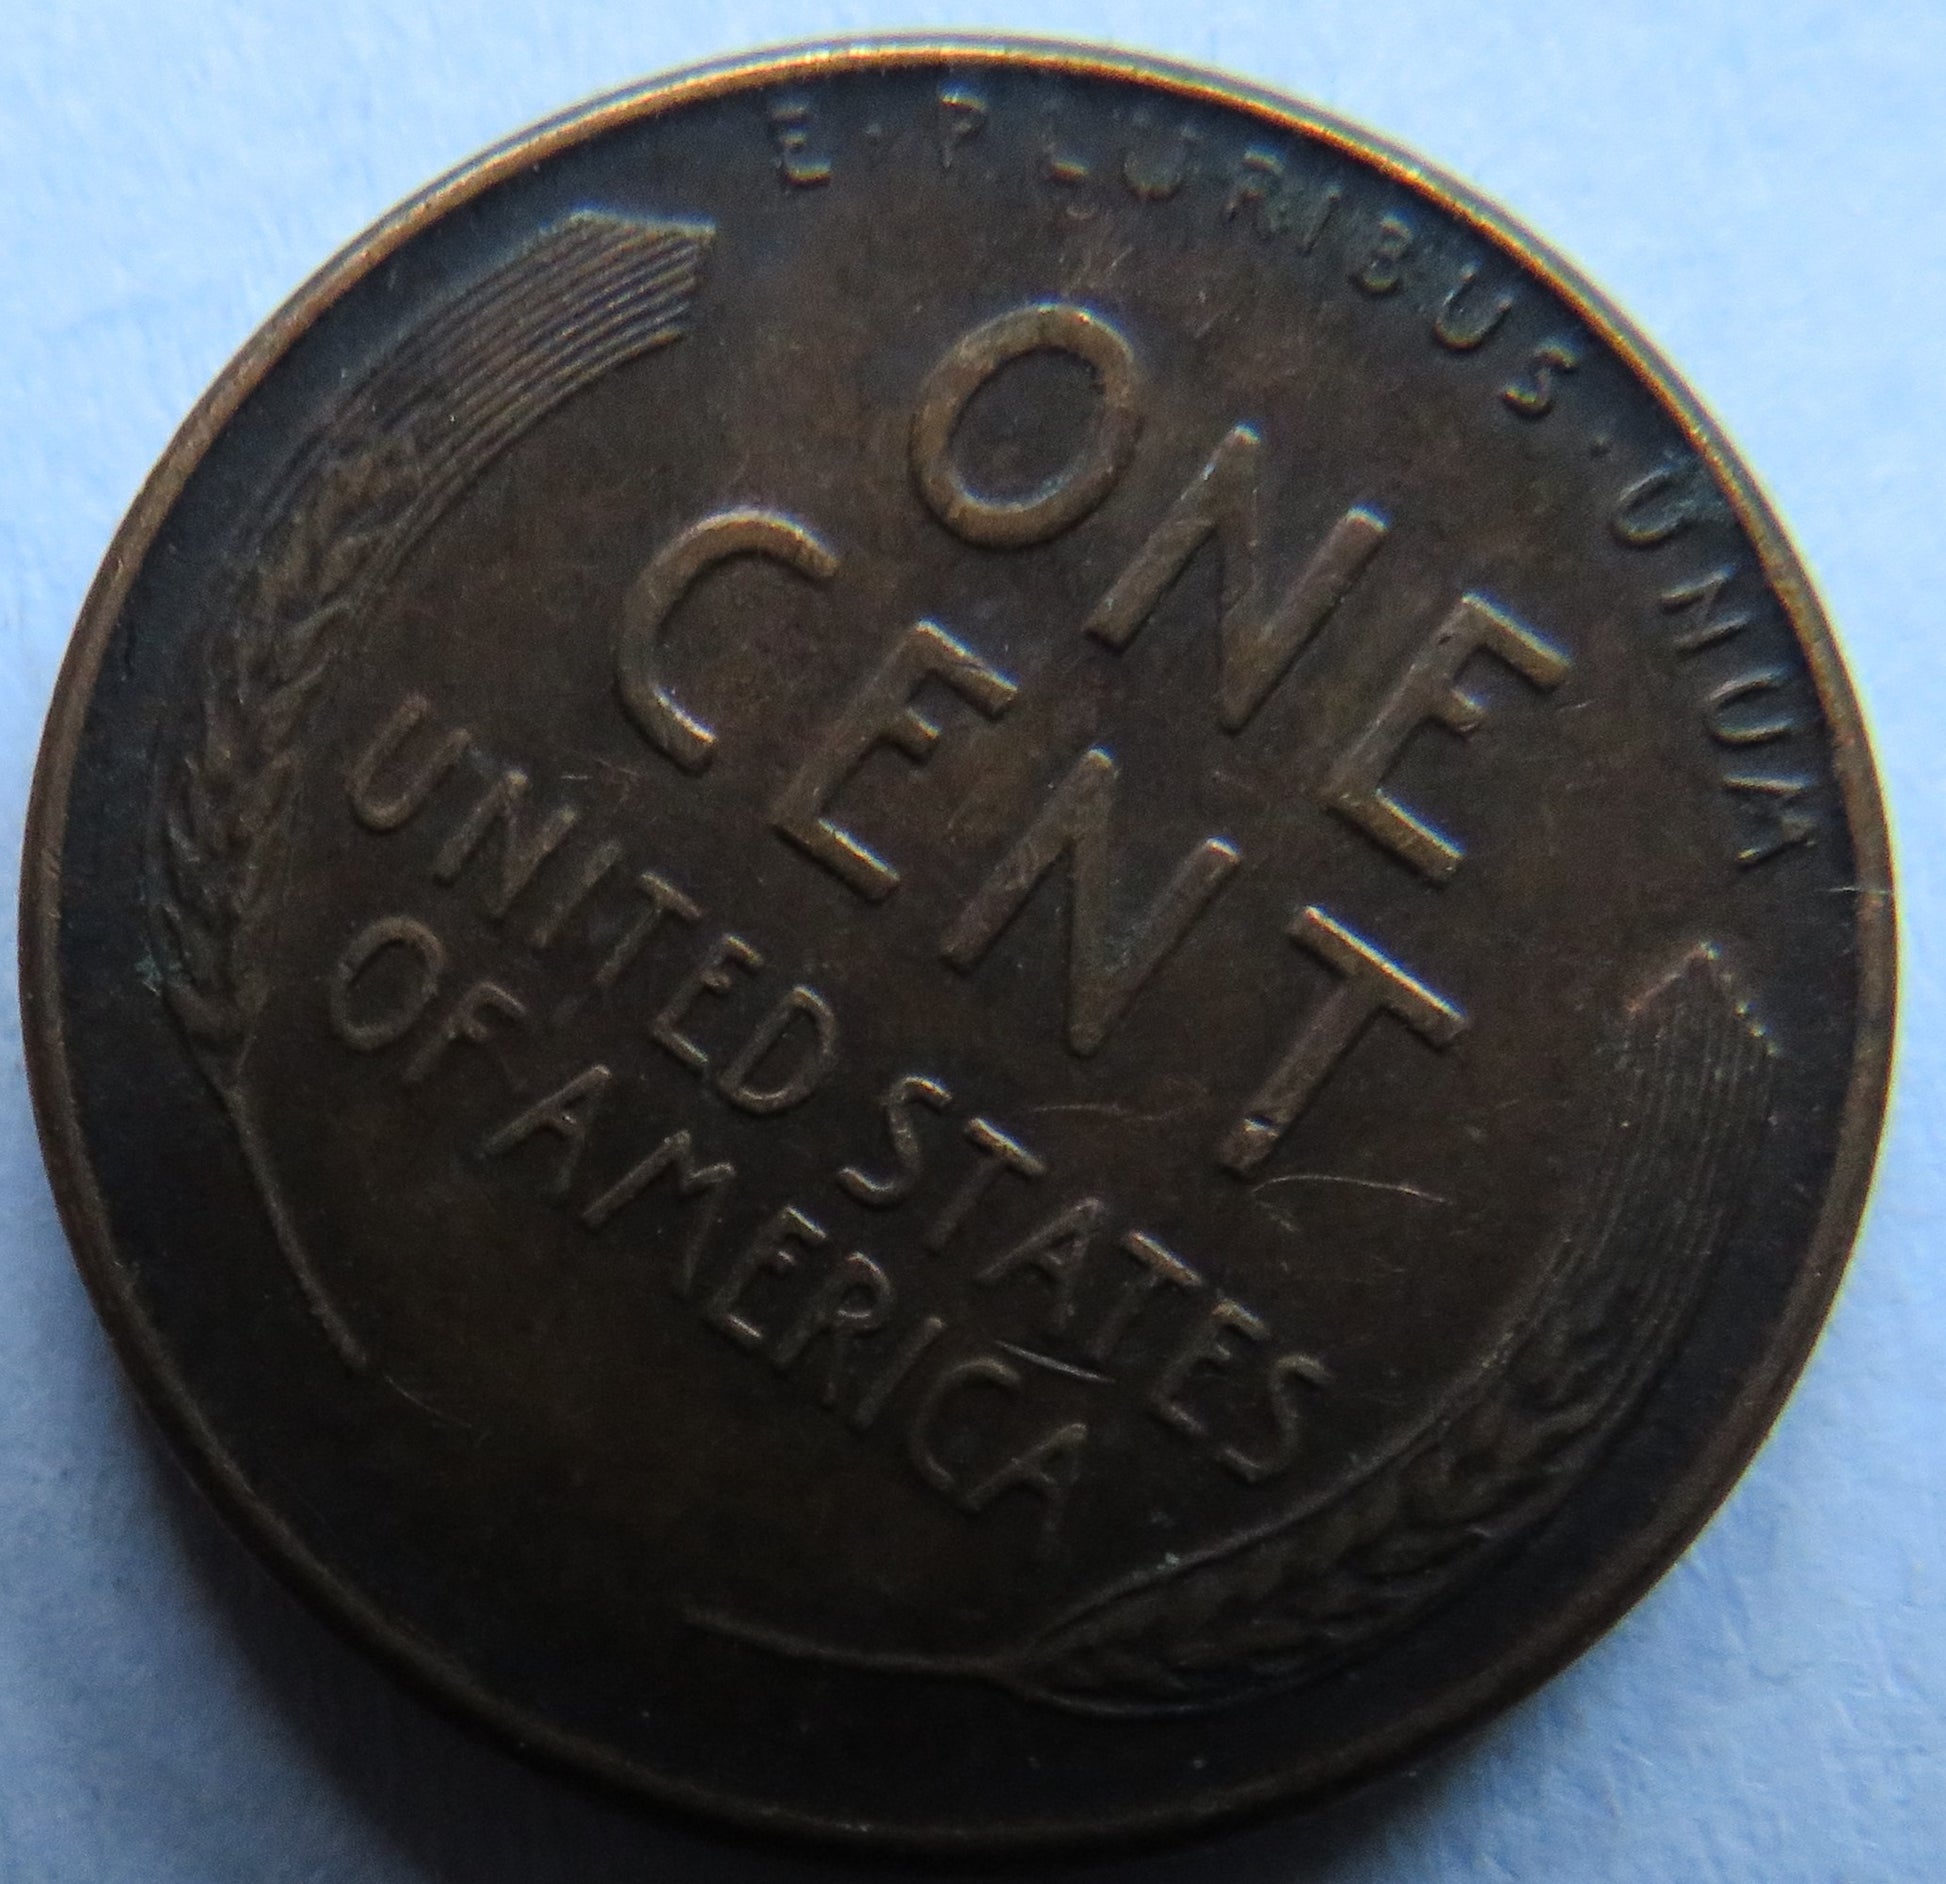 E · PLURIBUS · UNUM
ONE
CENT
UNITED STATES
OF AMERICA